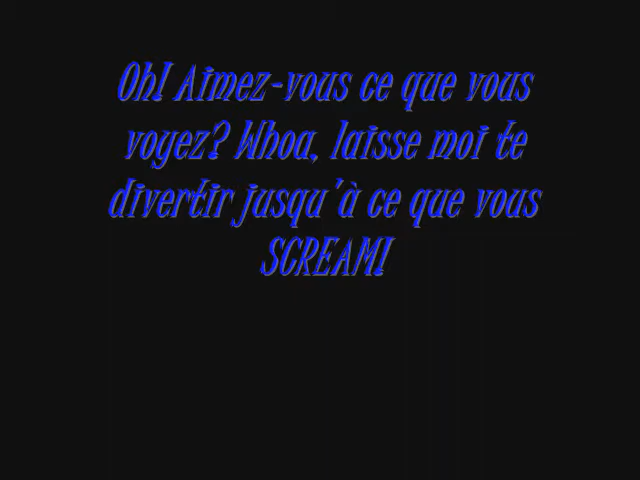 Oh! Aimez-vous ce que vous
voyez? Whoa, laisse moi te
divertir jusqu'à ce que vous
SCREAM!